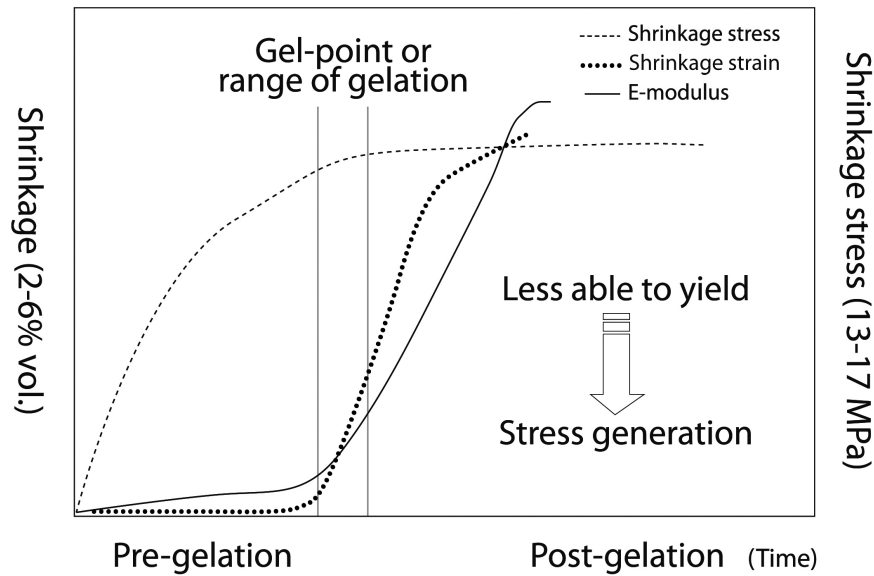 Gel-point or
range of gelation
Shrinkage stress
Shrinkage strain
E-modulus
Shrinkage (2-6% vol.)
Shrinkage stress (13-17 MPa)
Less able to yield
Stress generation
Pre-gelation
Post-gelation (Time)